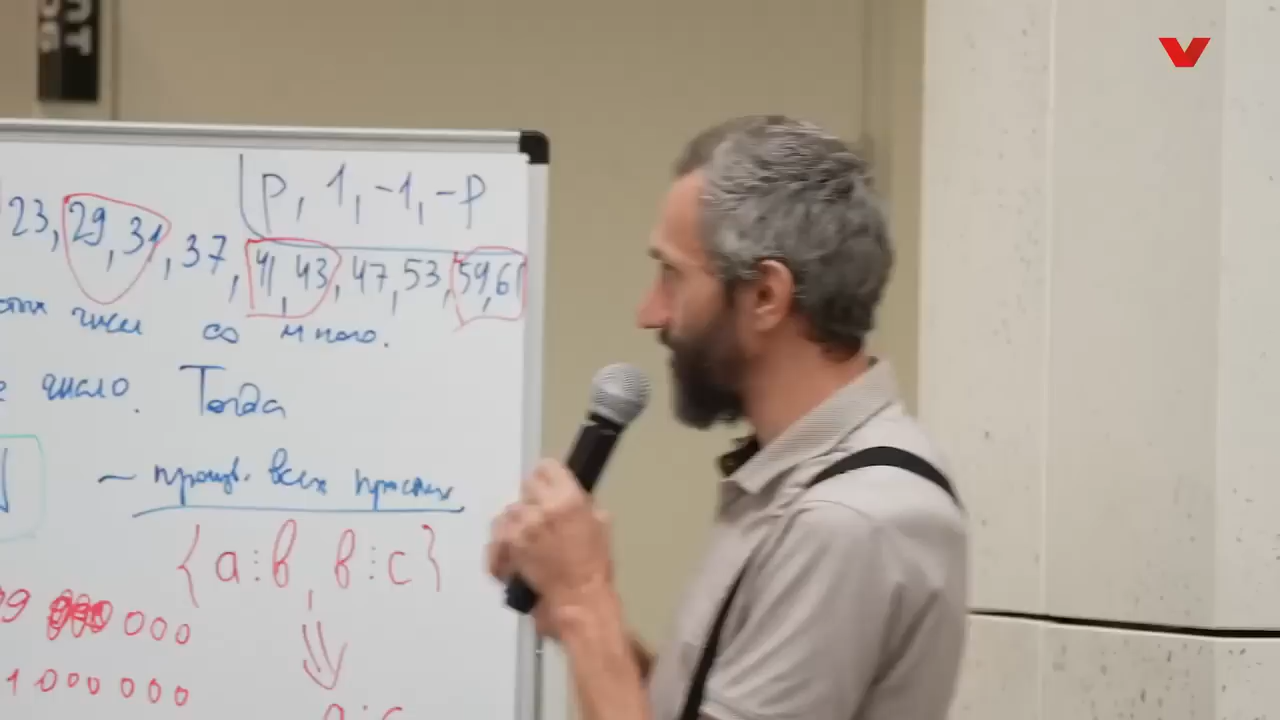 P, 1, -1, -P
23, 29, 31, 37, 41, 43, 47, 53, 59, 61
чисел со много.
число. Тогда
— произв. всех простых
{a⋮b, b⋮c}
9 000
1 000 000
a⋮c